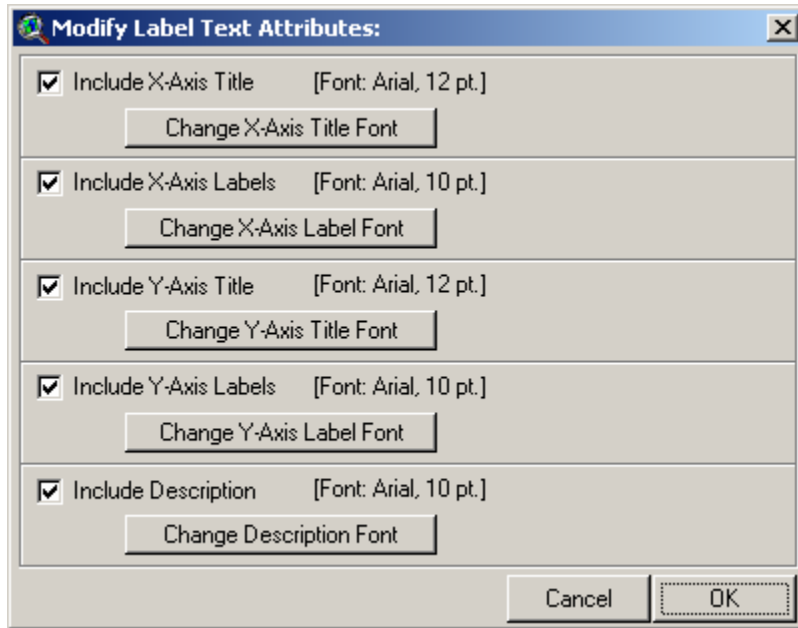 Modify Label Text Attributes:
Include X-Axis Title [Font: Arial, 12 pt.]
Change X-Axis Title Font
Include X-Axis Labels [Font: Arial, 10 pt.]
Change X-Axis Label Font
Include Y-Axis Title [Font: Arial, 12 pt.]
Change Y-Axis Title Font
Include Y-Axis Labels [Font: Arial, 10 pt.]
Change Y-Axis Label Font
Include Description [Font: Arial, 10 pt.]
Change Description Font
Cancel OK